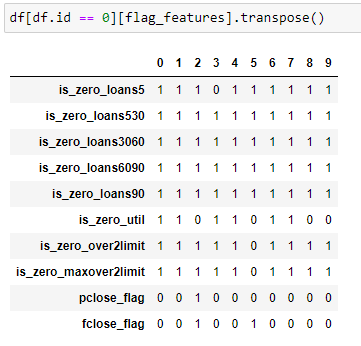 df[df.id == 0][flag_features].transpose()
0 1 2 3 4 5 6 7 8 9
is_zero_loans5 1 1 1 0 1 1 1 1 1 1
is_zero_loans530 1 1 1 1 1 1 1 1 1 1
is_zero_loans3060 1 1 1 1 1 1 1 1 1 1
is_zero_loans6090 1 1 1 1 1 1 1 1 1 1
is_zero_loans90 1 1 1 1 1 1 1 1 1 1
is_zero_util 1 1 0 1 1 0 1 1 0 0
is_zero_over2limit 1 1 1 1 1 0 1 1 1 1
is_zero_maxover2limit 1 1 1 1 1 0 1 1 1 1
pclose_flag 0 0 1 0 0 0 0 0 0 0
fclose_flag 0 0 1 0 0 1 0 0 0 0